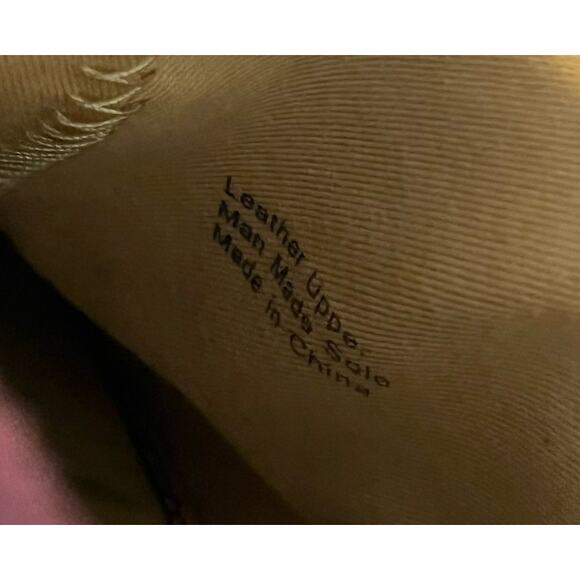 Leather Upper
Man Made Sole
Made in China